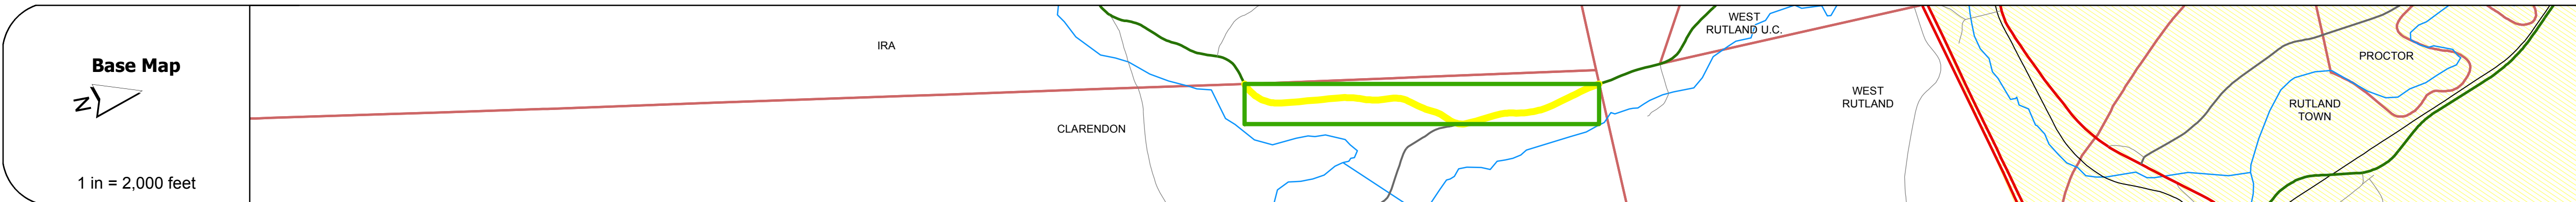 Base Map
N
1 in = 2,000 feet
IRA
CLARENDON
WEST
RUTLAND U.C.
WEST
RUTLAND
PROCTOR
RUTLAND
TOWN